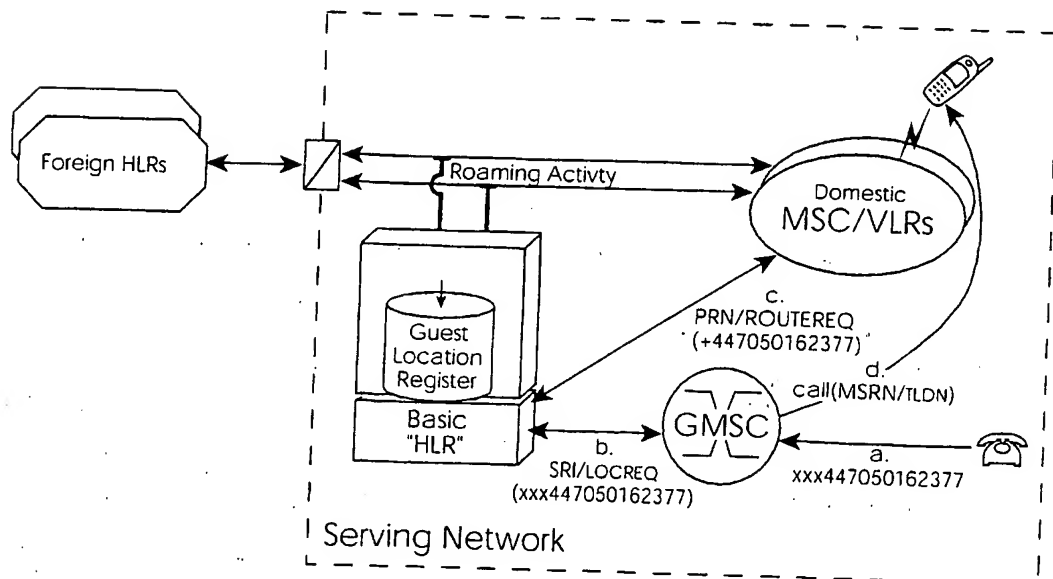 Foreign HLRs
Roaming Activty
Domestic
MSC/VLRs
Guest
Location
Register
Basic
"HLR"
c.
PRN/ROUTEREQ
(+447050162377)
d.
call(MSRN/TLDN)
GMSC
b.
SRI/LOCREQ
(xxx447050162377)
a.
xxx447050162377
Serving Network